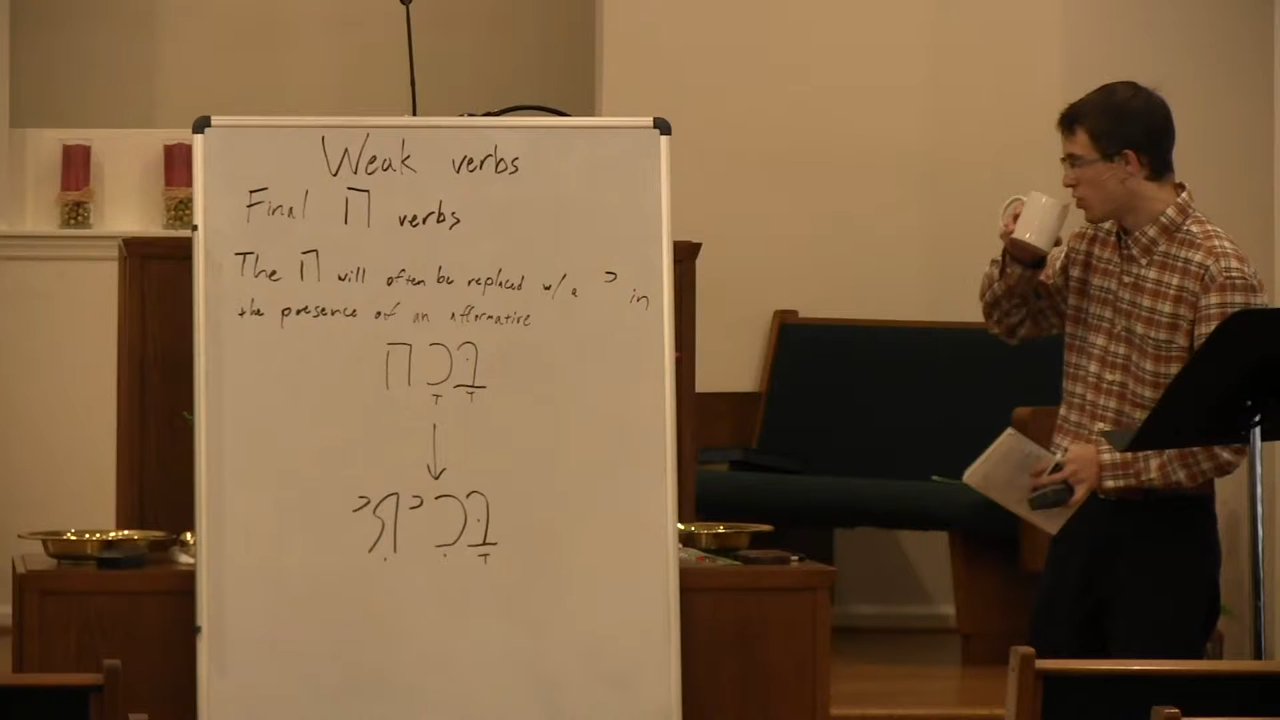 Weak verbs
Final ה verbs
The ה will often be replaced w/ a י in
the presence of an afformative
בָּכָה
בָּכִיתִי